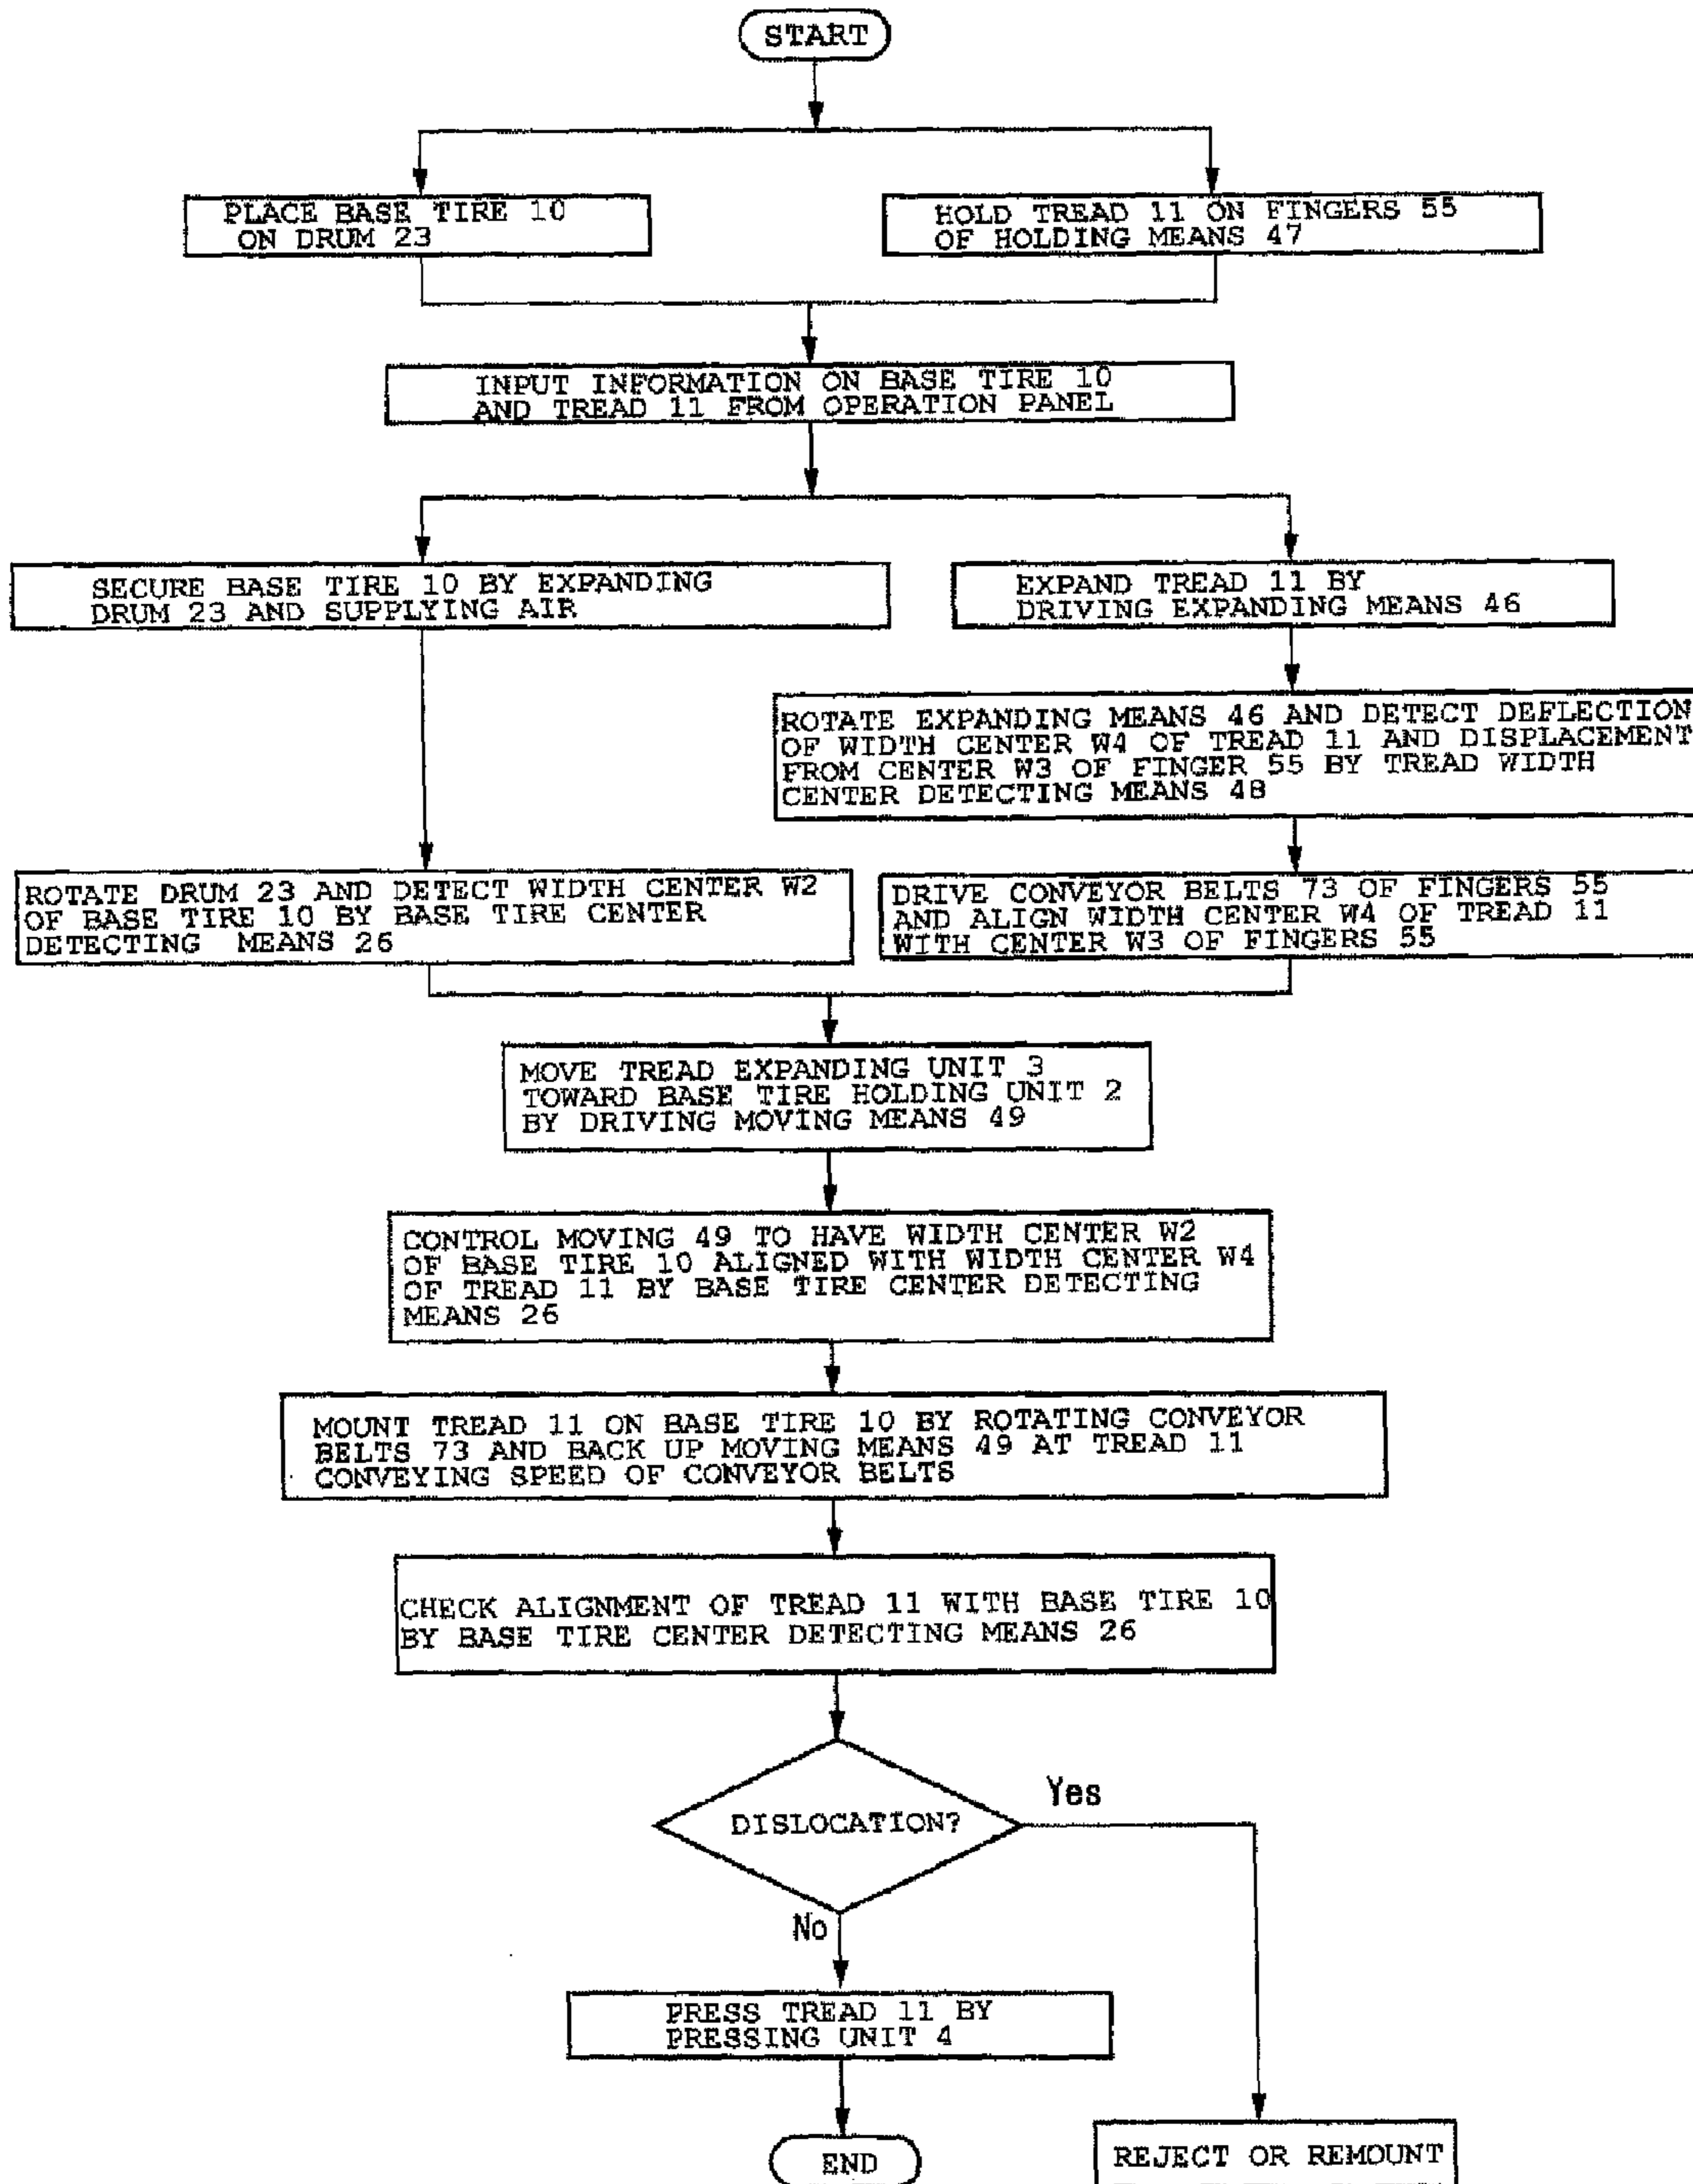 START
PLACE BASE TIRE 10
ON DRUM 23
HOLD TREAD 11 ON FINGERS 55
OF HOLDING MEANS 47
INPUT INFORMATION ON BASE TIRE 10
AND TREAD 11 FROM OPERATION PANEL
SECURE BASE TIRE 10 BY EXPANDING
DRUM 23 AND SUPPLYING AIR
EXPAND TREAD 11 BY
DRIVING EXPANDING MEANS 46
ROTATE EXPANDING MEANS 46 AND DETECT DEFLECTION
OF WIDTH CENTER W4 OF TREAD 11 AND DISPLACEMENT
FROM CENTER W3 OF FINGER 55 BY TREAD WIDTH
CENTER DETECTING MEANS 48
ROTATE DRUM 23 AND DETECT WIDTH CENTER W2
OF BASE TIRE 10 BY BASE TIRE CENTER
DETECTING MEANS 26
DRIVE CONVEYOR BELTS 73 OF FINGERS 55
AND ALIGN WIDTH CENTER W4 OF TREAD 11
WITH CENTER W3 OF FINGERS 55
MOVE TREAD EXPANDING UNIT 3
TOWARD BASE TIRE HOLDING UNIT 2
BY DRIVING MOVING MEANS 49
CONTROL MOVING 49 TO HAVE WIDTH CENTER W2
OF BASE TIRE 10 ALIGNED WITH WIDTH CENTER W4
OF TREAD 11 BY BASE TIRE CENTER DETECTING
MEANS 26
MOUNT TREAD 11 ON BASE TIRE 10 BY ROTATING CONVEYOR
BELTS 73 AND BACK UP MOVING MEANS 49 AT TREAD 11
CONVEYING SPEED OF CONVEYOR BELTS
CHECK ALIGNMENT OF TREAD 11 WITH BASE TIRE 10
BY BASE TIRE CENTER DETECTING MEANS 26
DISLOCATION?
Yes
No
PRESS TREAD 11 BY
PRESSING UNIT 4
END
REJECT OR REMOUNT